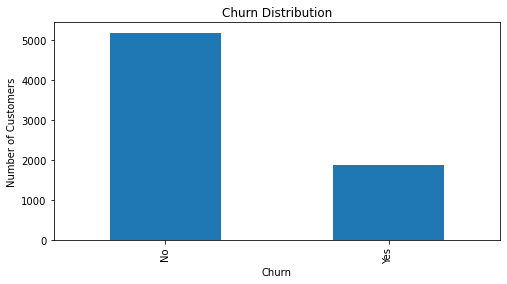 Churn Distribution
Number of Customers
5000
4000
3000
2000
1000
0
No
Yes
Churn